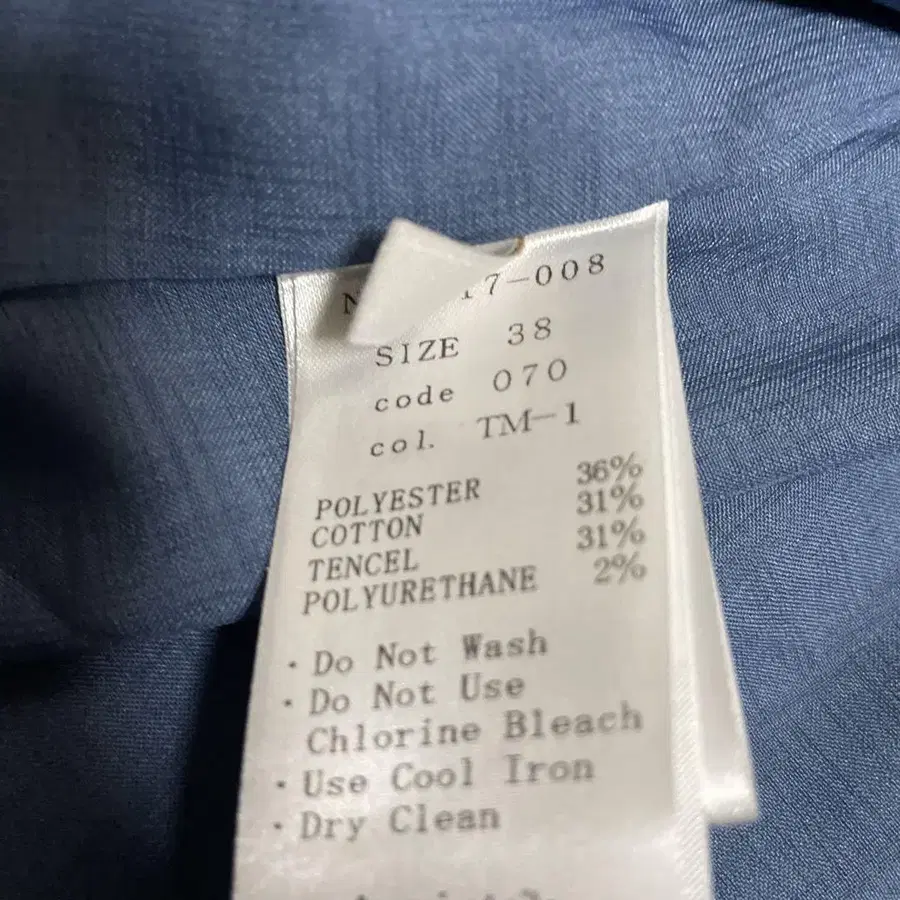 17-008
SIZE 38
code 070
col. TM-1
POLYESTER 36%
COTTON 31%
TENCEL 31%
POLYURETHANE 2%
· Do Not Wash
· Do Not Use
Chlorine Bleach
· Use Cool Iron
· Dry Clean